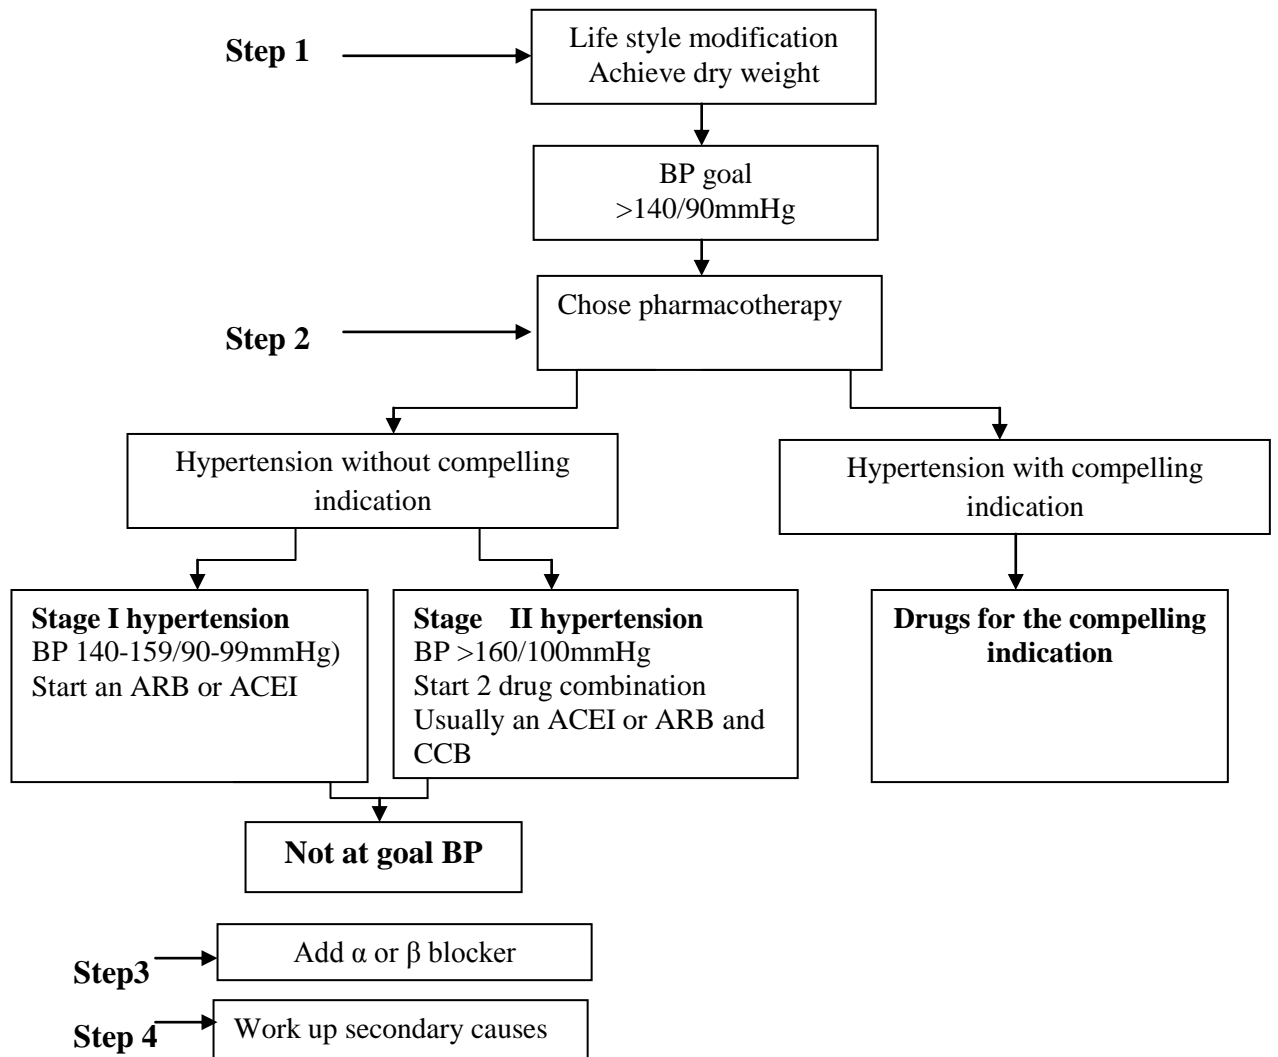 Step 1
Life style modification
Achieve dry weight
BP goal
>140/90mmHg
Step 2
Chose pharmacotherapy
Hypertension without compelling
indication
Hypertension with compelling
indication
Stage I hypertension
BP 140-159/90-99mmHg)
Start an ARB or ACEI
Stage II hypertension
BP >160/100mmHg
Start 2 drug combination
Usually an ACEI or ARB and
CCB
Drugs for the compelling
indication
Not at goal BP
Step3
Add α or β blocker
Step 4
Work up secondary causes